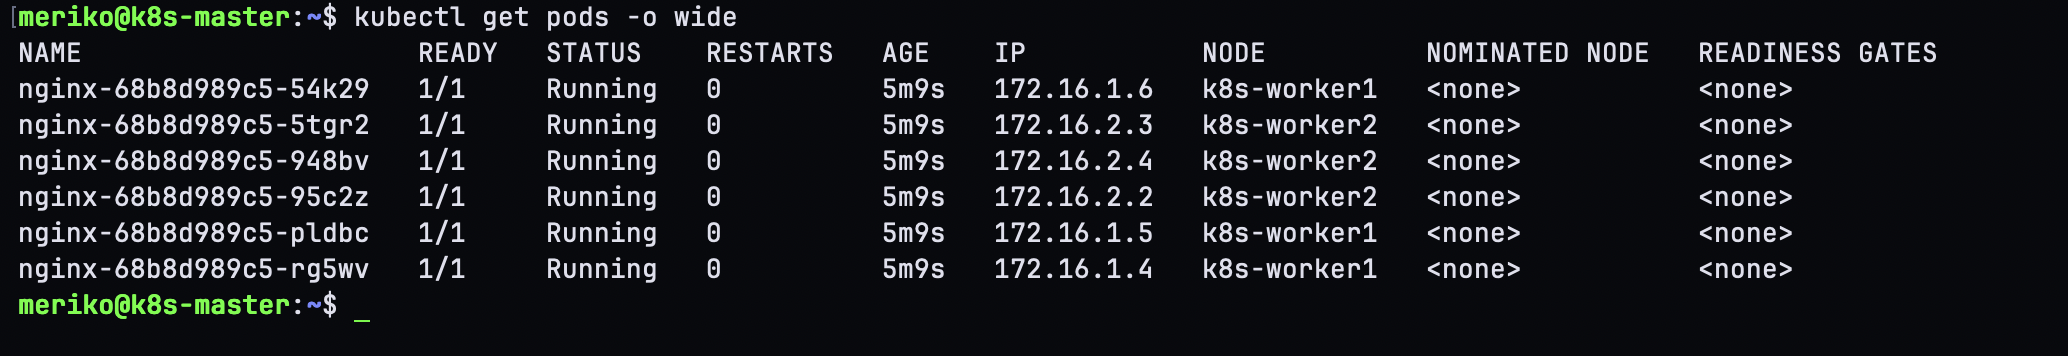 [meriko@k8s-master:~$ kubectl get pods -o wide
NAME                     READY   STATUS    RESTARTS   AGE    IP           NODE          NOMINATED NODE   READINESS GATES
nginx-68b8d989c5-54k29   1/1     Running   0          5m9s   172.16.1.6   k8s-worker1   <none>           <none>
nginx-68b8d989c5-5tgr2   1/1     Running   0          5m9s   172.16.2.3   k8s-worker2   <none>           <none>
nginx-68b8d989c5-948bv   1/1     Running   0          5m9s   172.16.2.4   k8s-worker2   <none>           <none>
nginx-68b8d989c5-95c2z   1/1     Running   0          5m9s   172.16.2.2   k8s-worker2   <none>           <none>
nginx-68b8d989c5-pldbc   1/1     Running   0          5m9s   172.16.1.5   k8s-worker1   <none>           <none>
nginx-68b8d989c5-rg5wv   1/1     Running   0          5m9s   172.16.1.4   k8s-worker1   <none>           <none>
meriko@k8s-master:~$ _